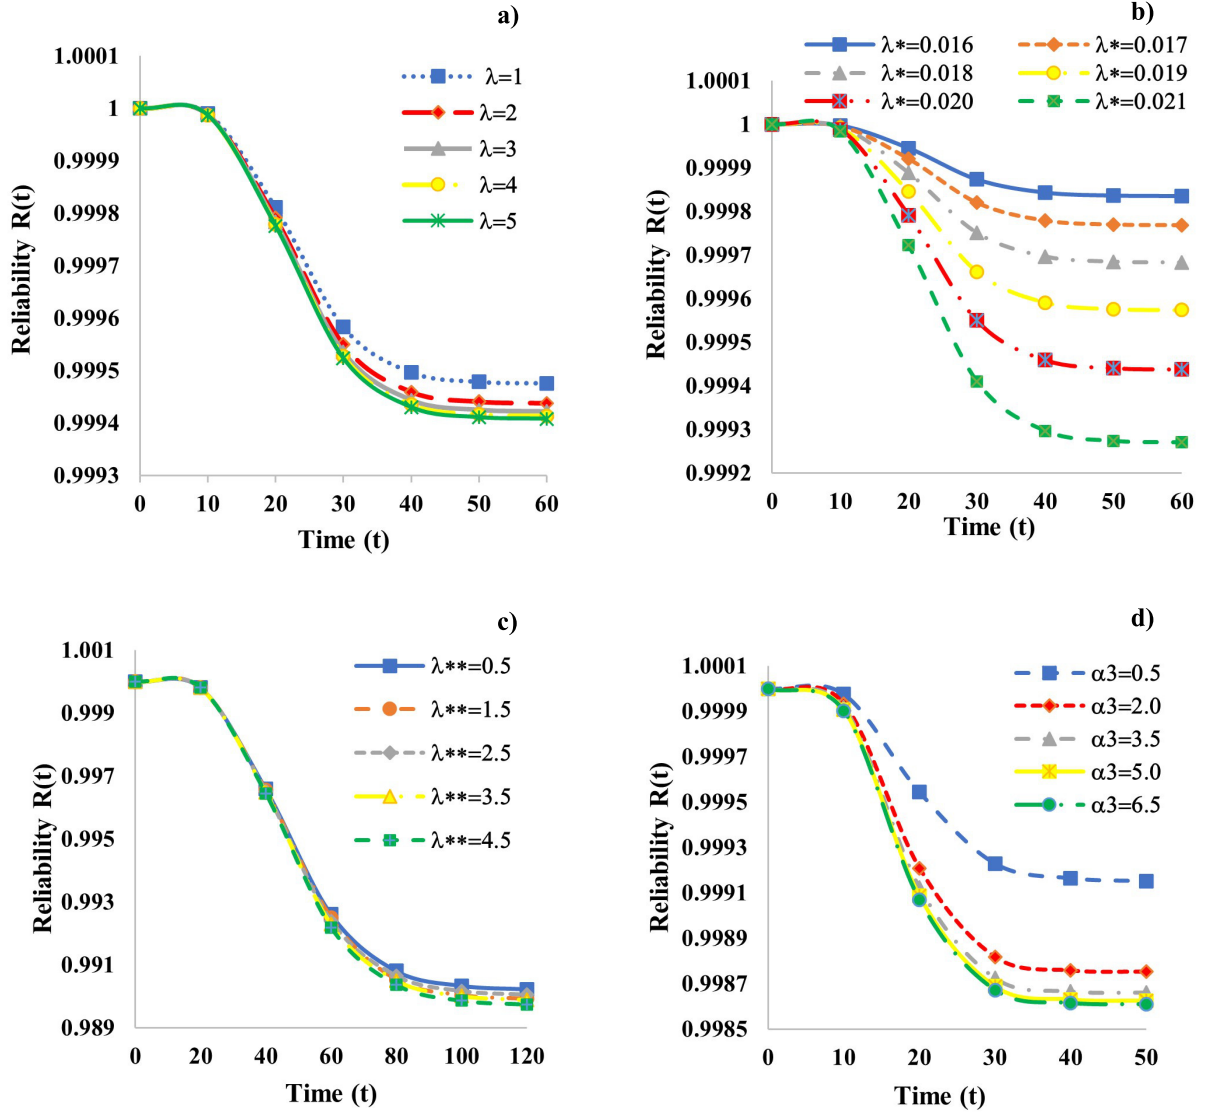 a)
1.0001
1
0.9999
0.9998
0.9997
0.9996
0.9995
0.9994
0.9993
Reliability R(t)
0 10 20 30 40 50 60
Time (t)
λ=1
λ=2
λ=3
λ=4
λ=5
b)
λ*=0.016 λ*=0.017
λ*=0.018 λ*=0.019
λ*=0.020 λ*=0.021
1.0001
1
0.9999
0.9998
0.9997
0.9996
0.9995
0.9994
0.9993
0.9992
Reliability R(t)
0 10 20 30 40 50 60
Time (t)
c)
1.001
0.999
0.997
0.995
0.993
0.991
0.989
Reliability R(t)
0 20 40 60 80 100 120
Time (t)
λ**=0.5
λ**=1.5
λ**=2.5
λ**=3.5
λ**=4.5
d)
1.0001
0.9999
0.9997
0.9995
0.9993
0.9991
0.9989
0.9987
0.9985
Reliability R(t)
0 10 20 30 40 50
Time (t)
α3=0.5
α3=2.0
α3=3.5
α3=5.0
α3=6.5